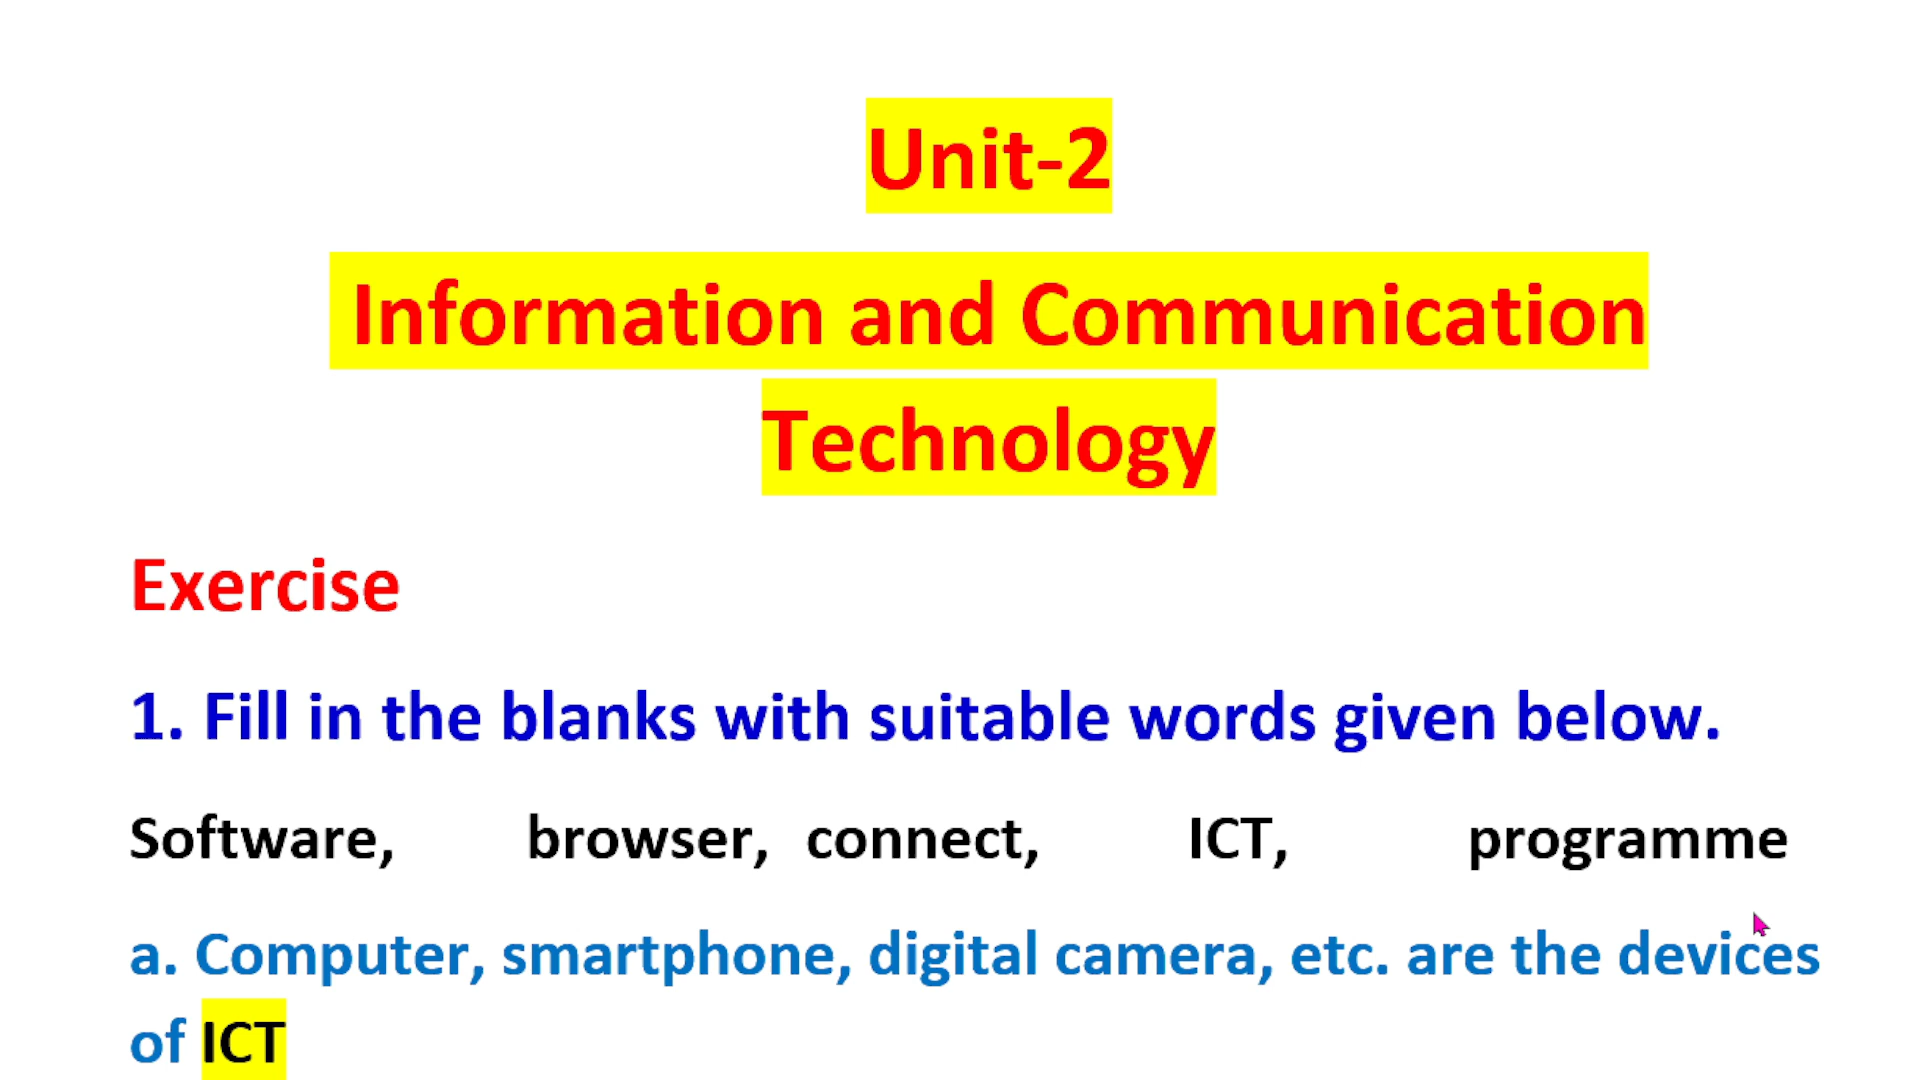 Unit-2
Information and Communication
Technology
Exercise
1. Fill in the blanks with suitable words given below.
Software, browser, connect, ICT, programme
a. Computer, smartphone, digital camera, etc. are the devices
of ICT